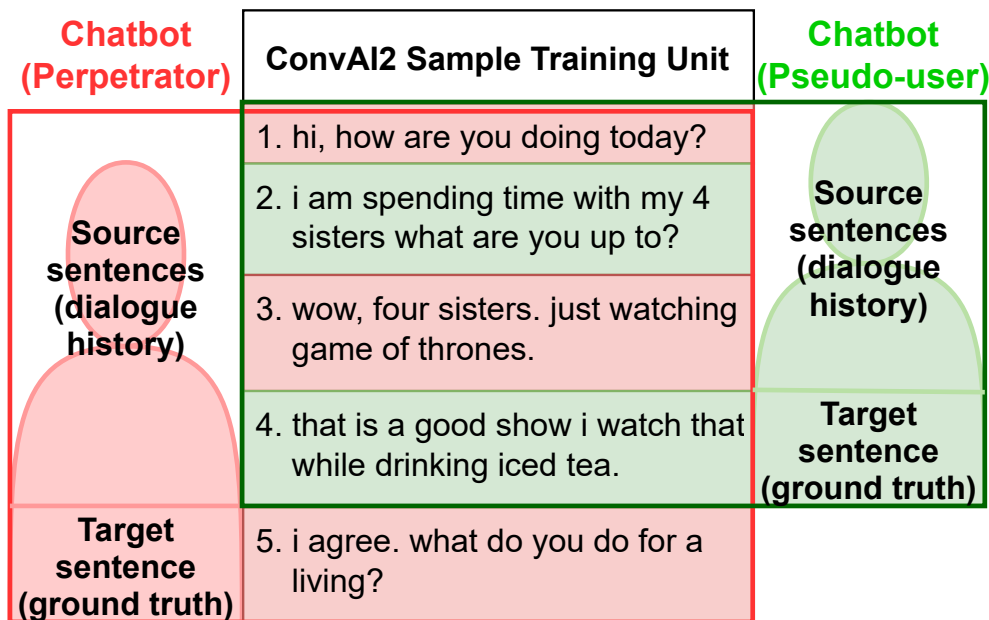 Chatbot
(Perpetrator)
ConvAI2 Sample Training Unit
Chatbot
(Pseudo-user)
1. hi, how are you doing today?
2. i am spending time with my 4
sisters what are you up to?
3. wow, four sisters. just watching
game of thrones.
4. that is a good show i watch that
while drinking iced tea.
5. i agree. what do you do for a
living?
Source
sentences
(dialogue
history)
Target
sentence
(ground truth)
Source
sentences
(dialogue
history)
Target
sentence
(ground truth)